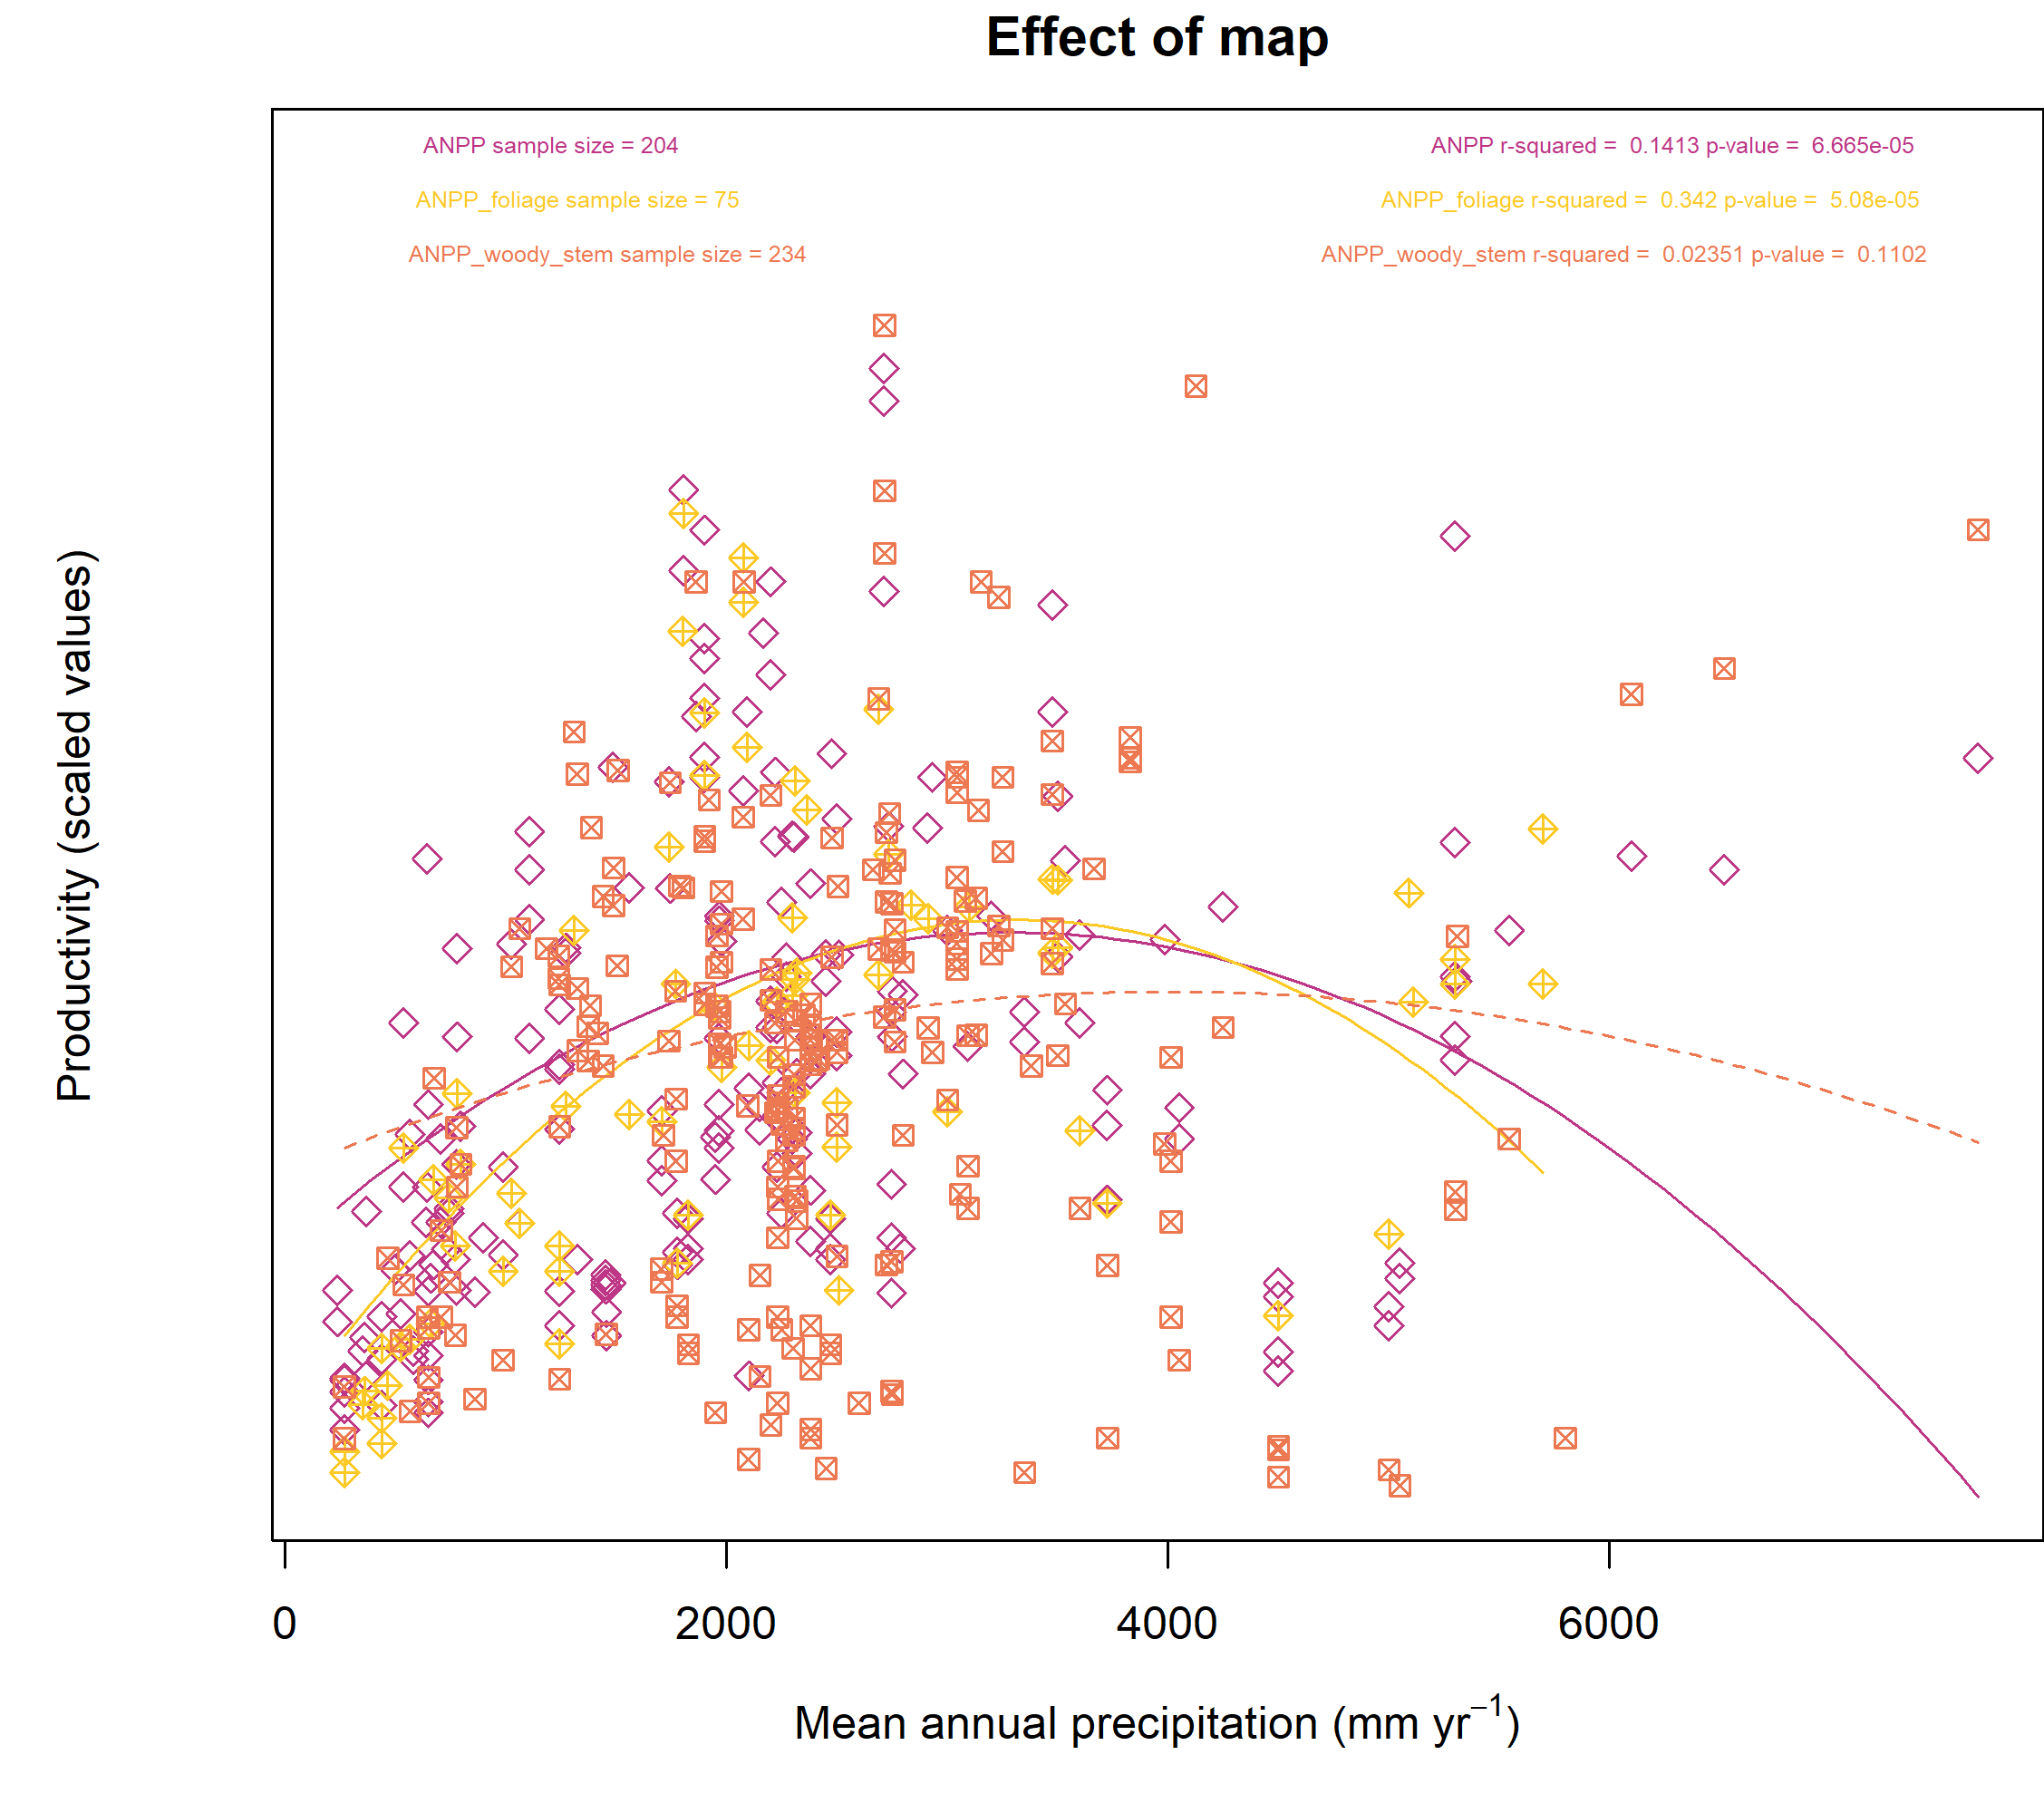 Effect of map
ANPP sample size = 204
ANPP r-squared =  0.1413 p-value =  6.665e-05
ANPP_foliage sample size = 75
ANPP_foliage r-squared =  0.342 p-value =  5.08e-05
ANPP_woody_stem sample size = 234
ANPP_woody_stem r-squared =  0.02351 p-value =  0.1102
Productivity (scaled values)
0 2000 4000 6000
Mean annual precipitation (mm yr⁻¹)